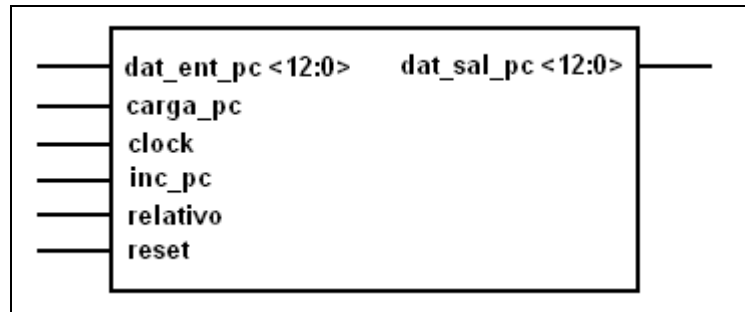 dat_ent_pc <12:0> dat_sal_pc <12:0>
carga_pc
clock
inc_pc
relativo
reset